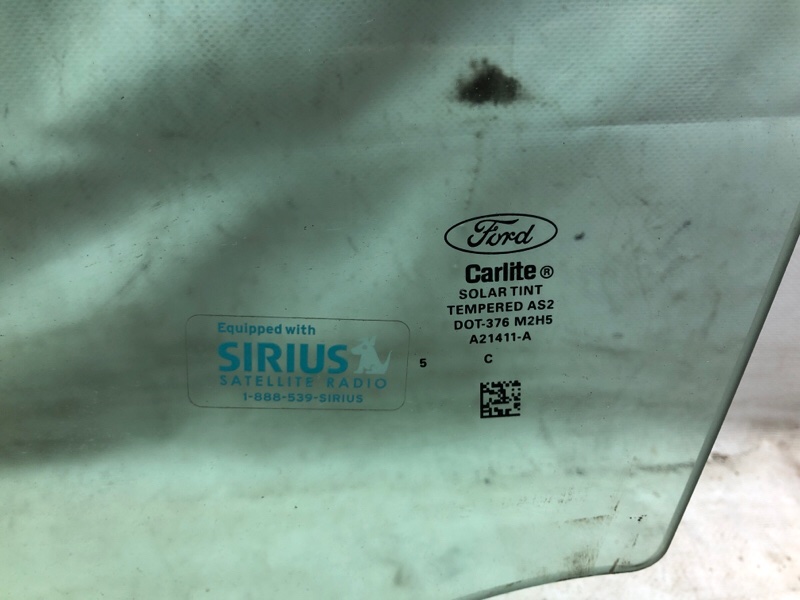 Ford
Carlite®
SOLAR TINT
TEMPERED AS2
DOT-376 M2H5
A21411-A
5 C
Equipped with
SIRIUS
SATELLITE RADIO
1-888-539-SIRIUS